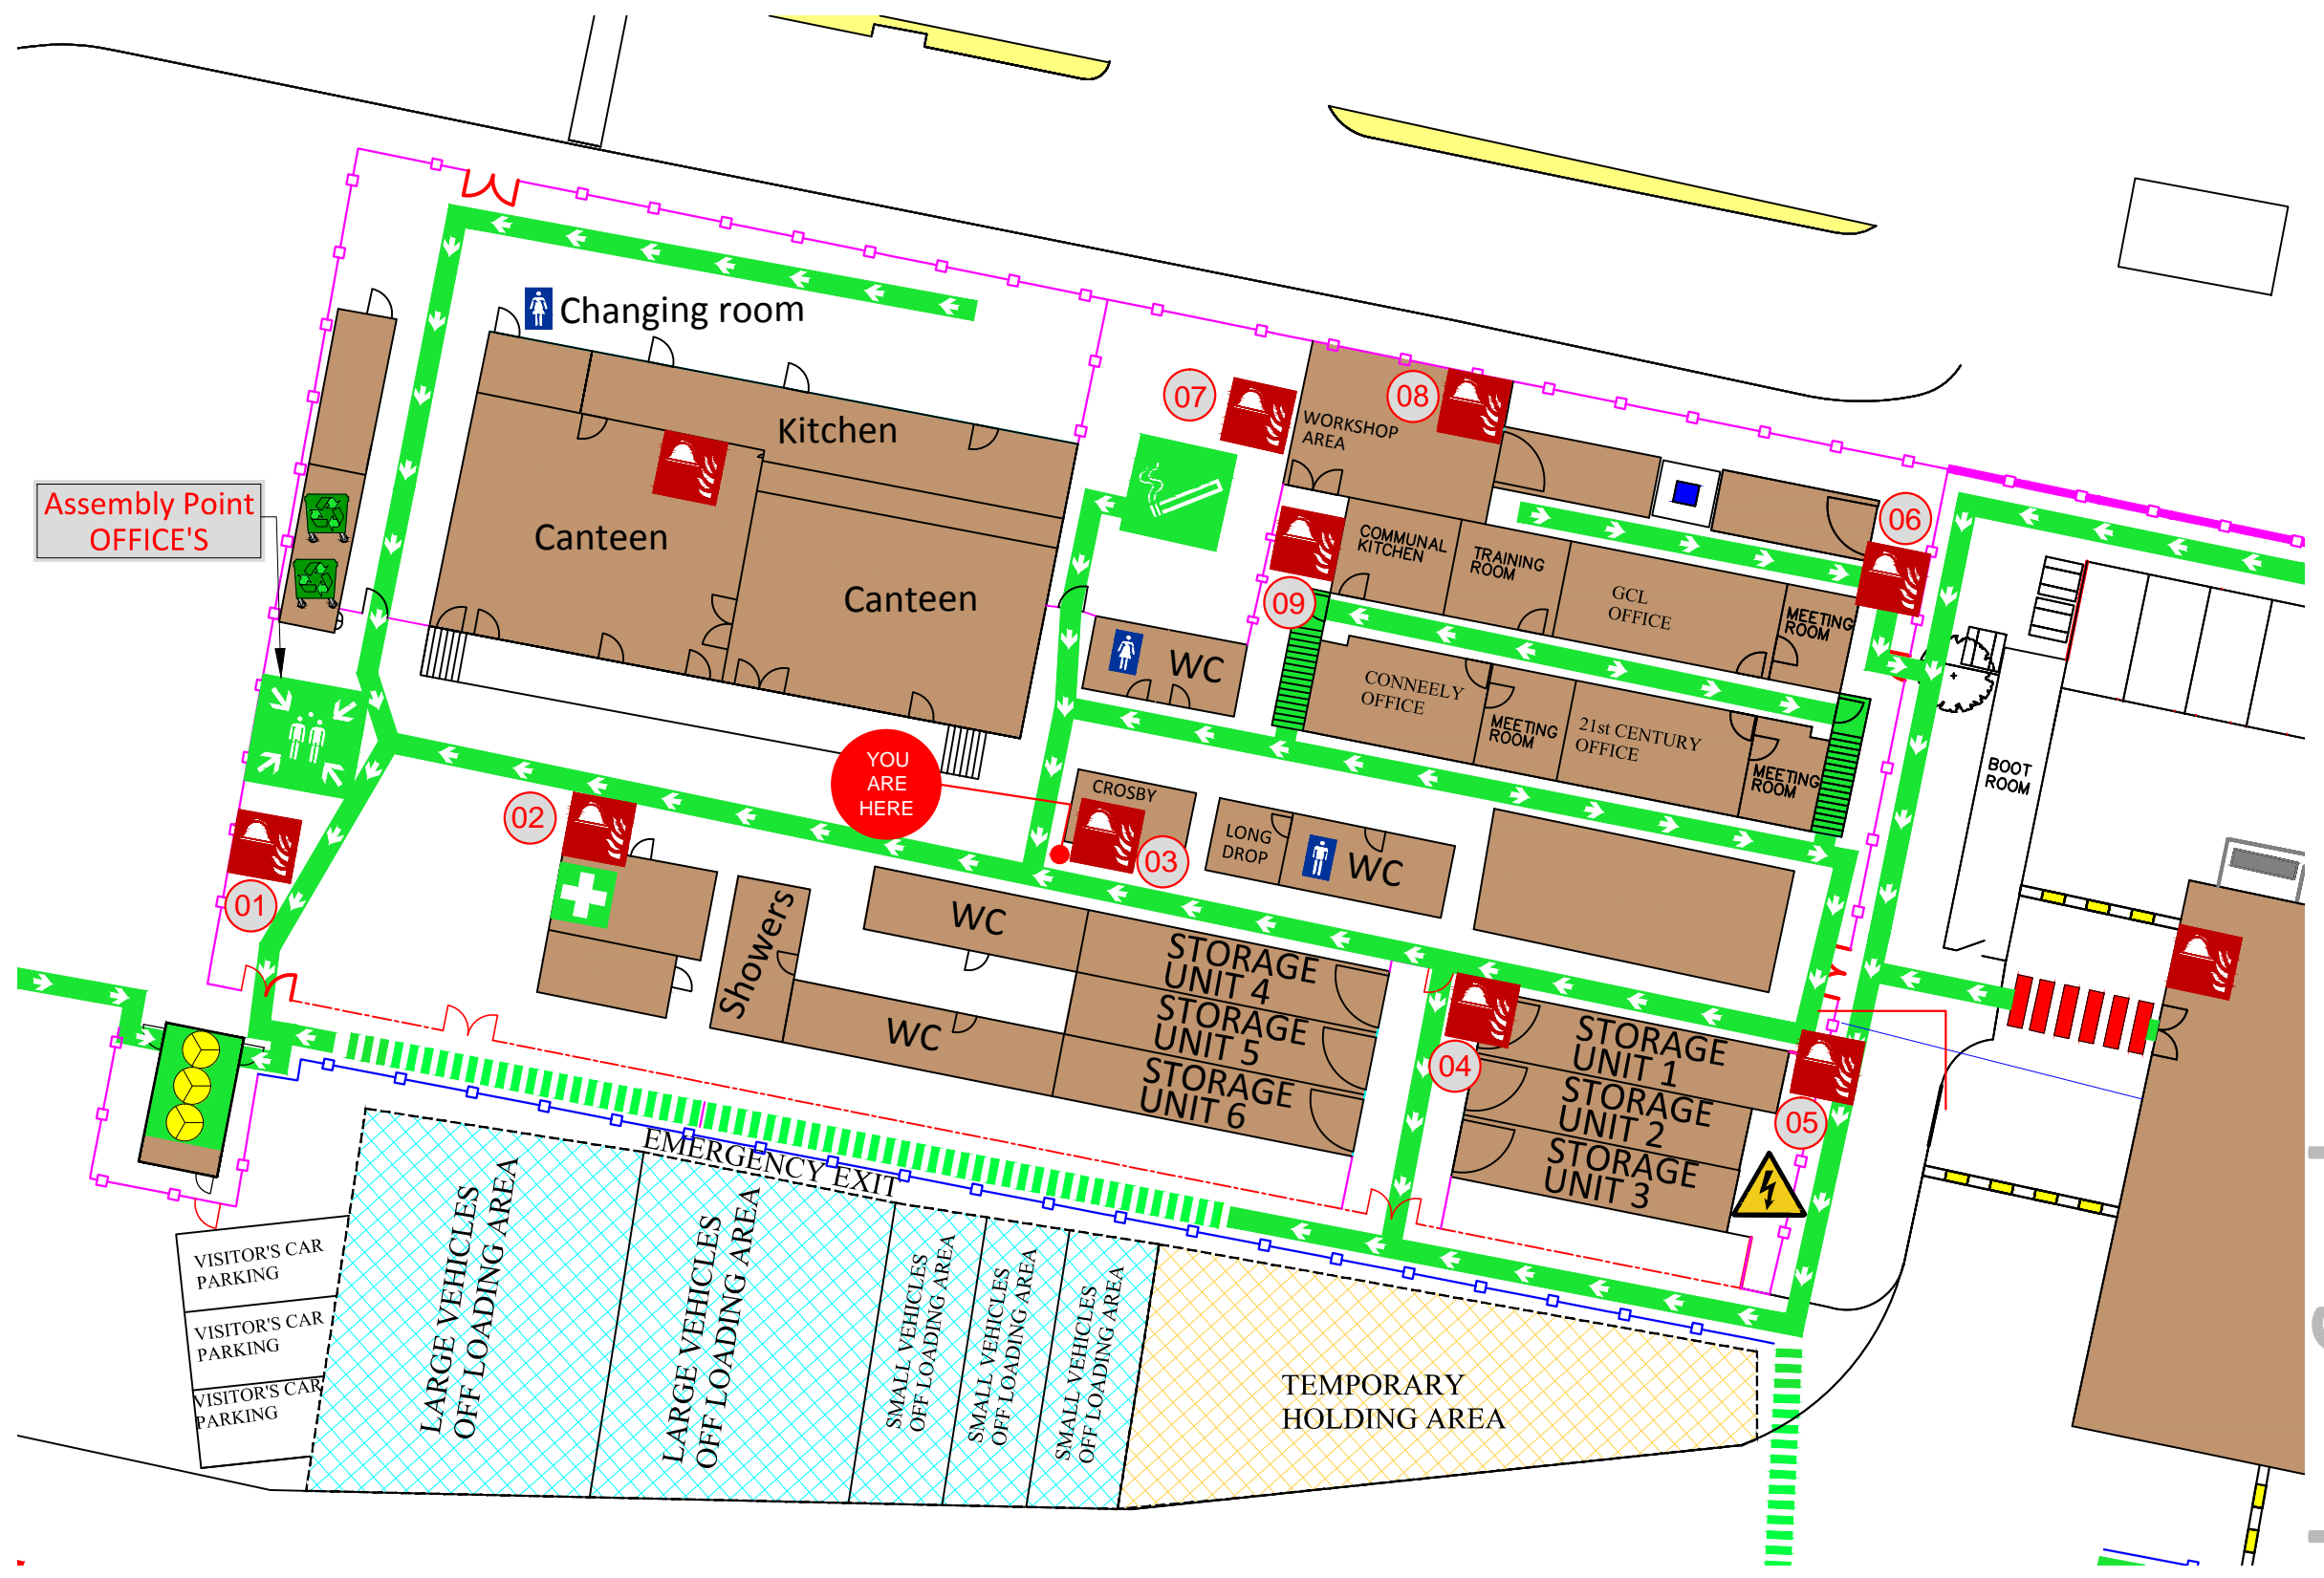 Changing room
Kitchen
Canteen
Canteen
Assembly Point
OFFICE'S
07
08
WORKSHOP
AREA
06
COMMUNAL
KITCHEN
TRAINING
ROOM
GCL
OFFICE
MEETING
ROOM
09
WC
CONNEELY
OFFICE
MEETING
ROOM
21st CENTURY
OFFICE
MEETING
ROOM
BOOT
ROOM
YOU
ARE
HERE
CROSBY
02
03
LONG
DROP
WC
01
Showers
WC
WC
STORAGE
UNIT 4
STORAGE
UNIT 5
STORAGE
UNIT 6
04
STORAGE
UNIT 1
STORAGE
UNIT 2
STORAGE
UNIT 3
05
EMERGENCY EXIT
VISITOR'S CAR
PARKING
VISITOR'S CAR
PARKING
VISITOR'S CAR
PARKING
LARGE VEHICLES
OFF LOADING AREA
LARGE VEHICLES
OFF LOADING AREA
SMALL VEHICLES
OFF LOADING AREA
SMALL VEHICLES
OFF LOADING AREA
SMALL VEHICLES
OFF LOADING AREA
TEMPORARY
HOLDING AREA